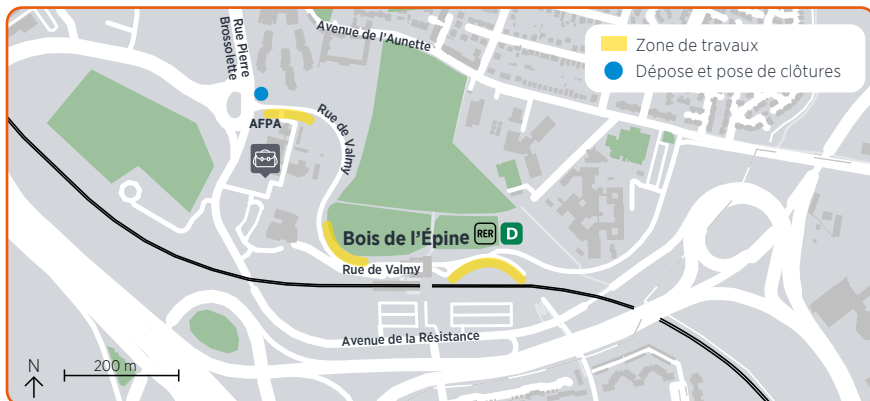 Rue Pierre
Brossolette
Avenue de l'Aunette
Zone de travaux
Dépose et pose de clôtures
AFPA
Rue de Valmy
Bois de l'Épine RER D
Rue de Valmy
Avenue de la Résistance
N
200 m